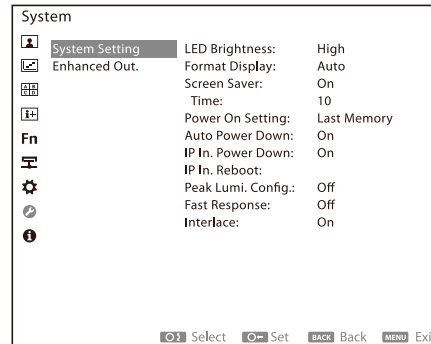 System
System Setting
Enhanced Out.
LED Brightness: High
Format Display: Auto
Screen Saver: On
Time: 10
Power On Setting: Last Memory
Auto Power Down: On
IP In. Power Down: On
IP In. Reboot:
Peak Lumi. Config.: Off
Fast Response: Off
Interlace: On
A B
C D
i+
Fn
Select Set BACK Back MENU Exi